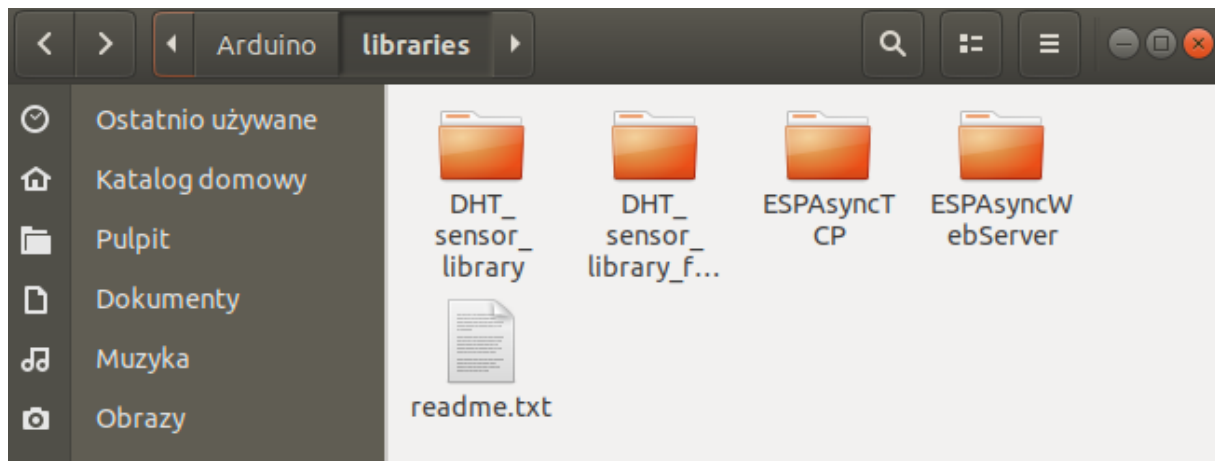 Arduino libraries
Ostatnio używane
Katalog domowy
Pulpit
Dokumenty
Muzyka
Obrazy
DHT_
sensor_
library
DHT_
sensor_
library_f...
ESPAsyncT
CP
ESPAsyncW
ebServer
readme.txt